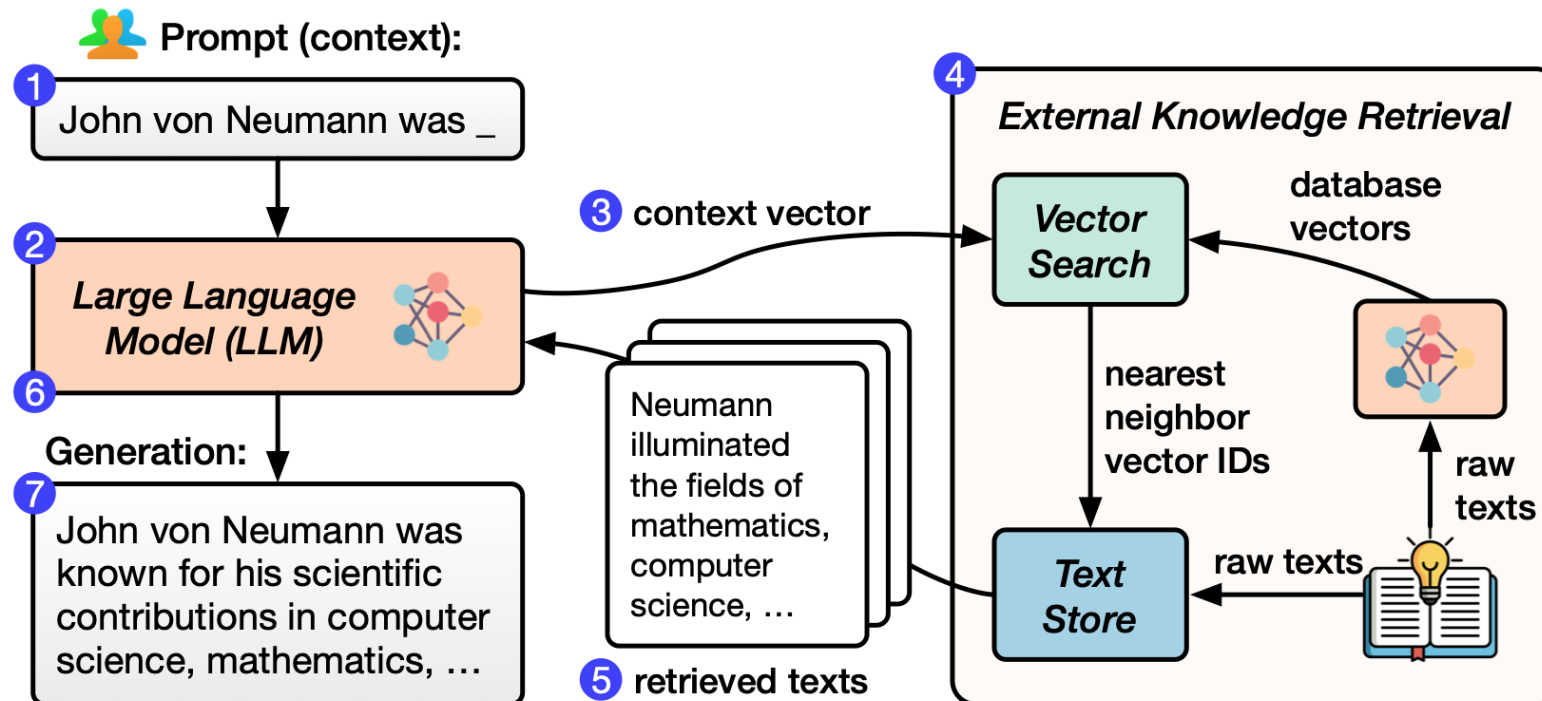 Prompt (context):
1
John von Neumann was _
2
Large Language
Model (LLM)
6
Generation:
7
John von Neumann was
known for his scientific
contributions in computer
science, mathematics, …
3 context vector
Neumann
illuminated
the fields of
mathematics,
computer
science, …
5 retrieved texts
4
External Knowledge Retrieval
Vector
Search
database
vectors
nearest
neighbor
vector IDs
raw
texts
Text
Store
raw texts